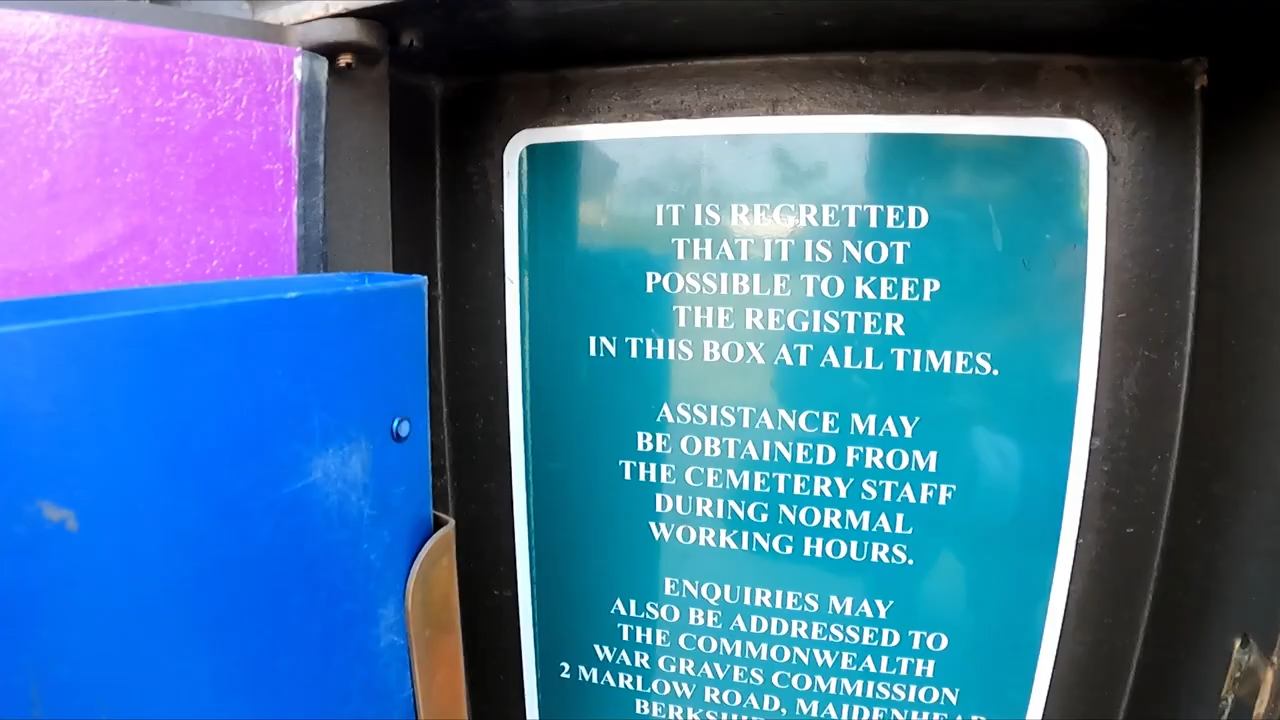 IT IS REGRETTED
THAT IT IS NOT
POSSIBLE TO KEEP
THE REGISTER
IN THIS BOX AT ALL TIMES.
ASSISTANCE MAY
BE OBTAINED FROM
THE CEMETERY STAFF
DURING NORMAL
WORKING HOURS.
ENQUIRIES MAY
ALSO BE ADDRESSED TO
THE COMMONWEALTH
WAR GRAVES COMMISSION
2 MARLOW ROAD, MAIDENHEAD